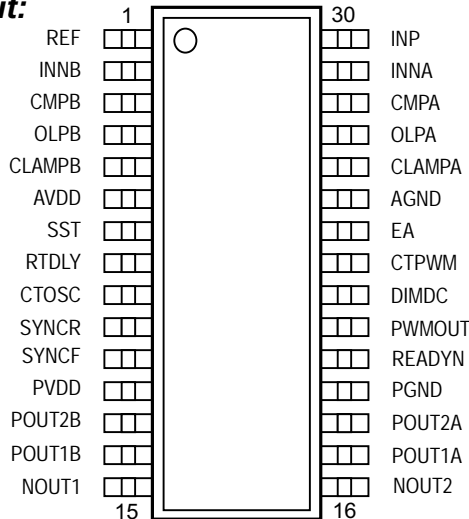 ut:
1 30
REF INP
INNB INNA
CMPB CMPA
OLPB OLPA
CLAMPB CLAMPA
AVDD AGND
SST EA
RTDLY CTPWM
CTOSC DIMDC
SYNCR PWMOUT
SYNCF READYN
PVDD PGND
POUT2B POUT2A
POUT1B POUT1A
NOUT1 NOUT2
15 16